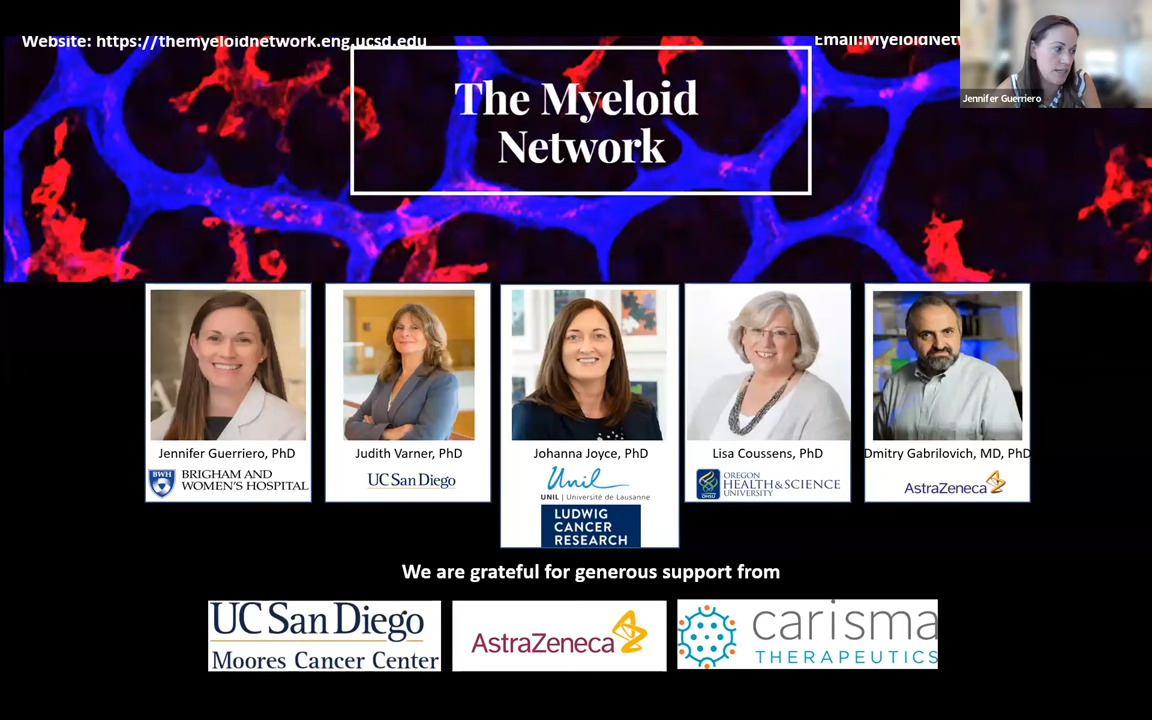 Website: https://themyeloidnetwork.eng.ucsd.edu
Jennifer Guerriero
The Myeloid
Network
Jennifer Guerriero, PhD
BWH
BRIGHAM AND
WOMEN'S HOSPITAL
Judith Varner, PhD
UC San Diego
Johanna Joyce, PhD
Unil
UNIL | Université de Lausanne
LUDWIG
CANCER
RESEARCH
Lisa Coussens, PhD
OHSU
OREGON
HEALTH&SCIENCE
UNIVERSITY
Dmitry Gabrilovich, MD, PhD
AstraZeneca
We are grateful for generous support from
UC San Diego
Moores Cancer Center
AstraZeneca
carisma
THERAPEUTICS